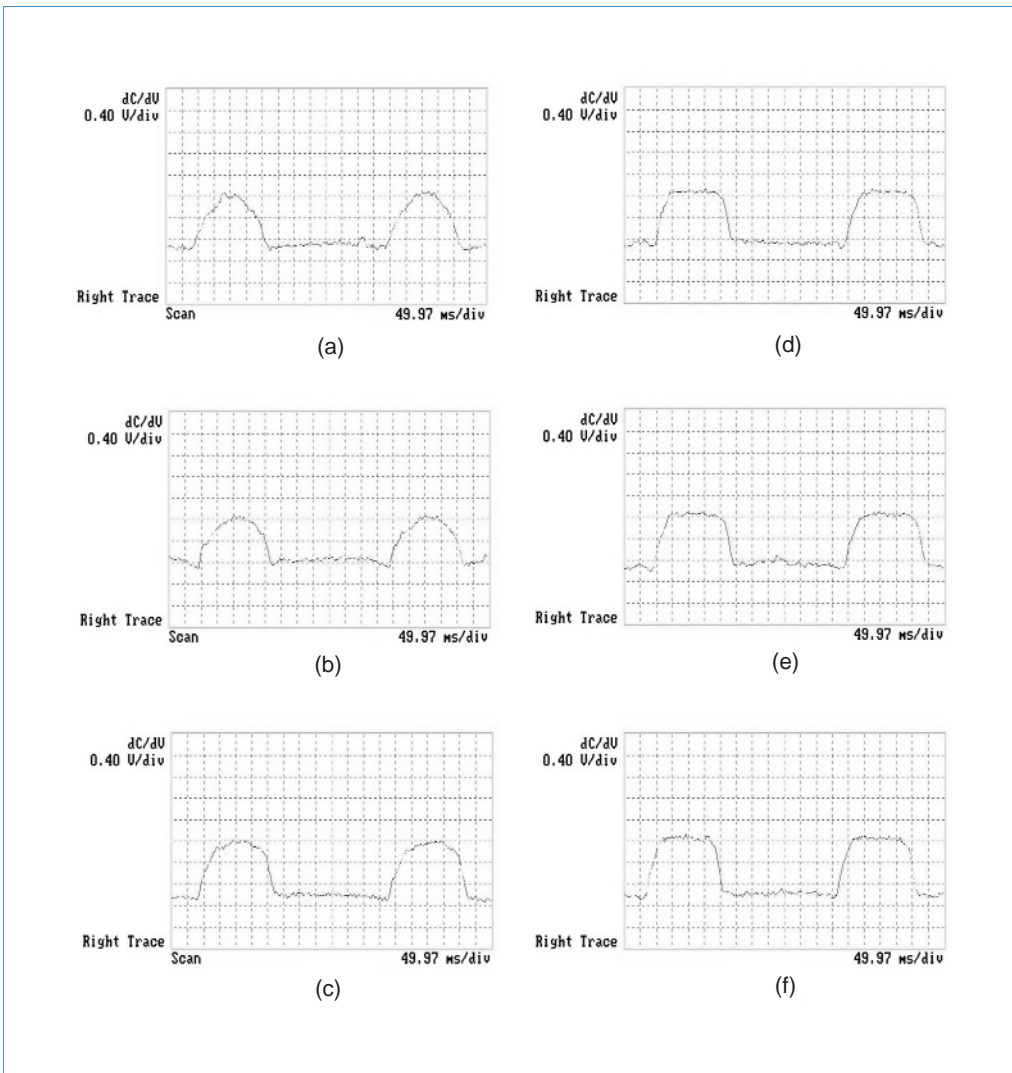 dC/dV
0.40 V/div
Right Trace
Scan
49.97 ms/div
(a)
dC/dV
0.40 V/div
Right Trace
Scan
49.97 ms/div
(b)
dC/dV
0.40 V/div
Right Trace
Scan
49.97 ms/div
(c)
dC/dV
0.40 V/div
Right Trace
49.97 ms/div
(d)
dC/dV
0.40 V/div
Right Trace
49.97 ms/div
(e)
dC/dV
0.40 V/div
Right Trace
49.97 ms/div
(f)